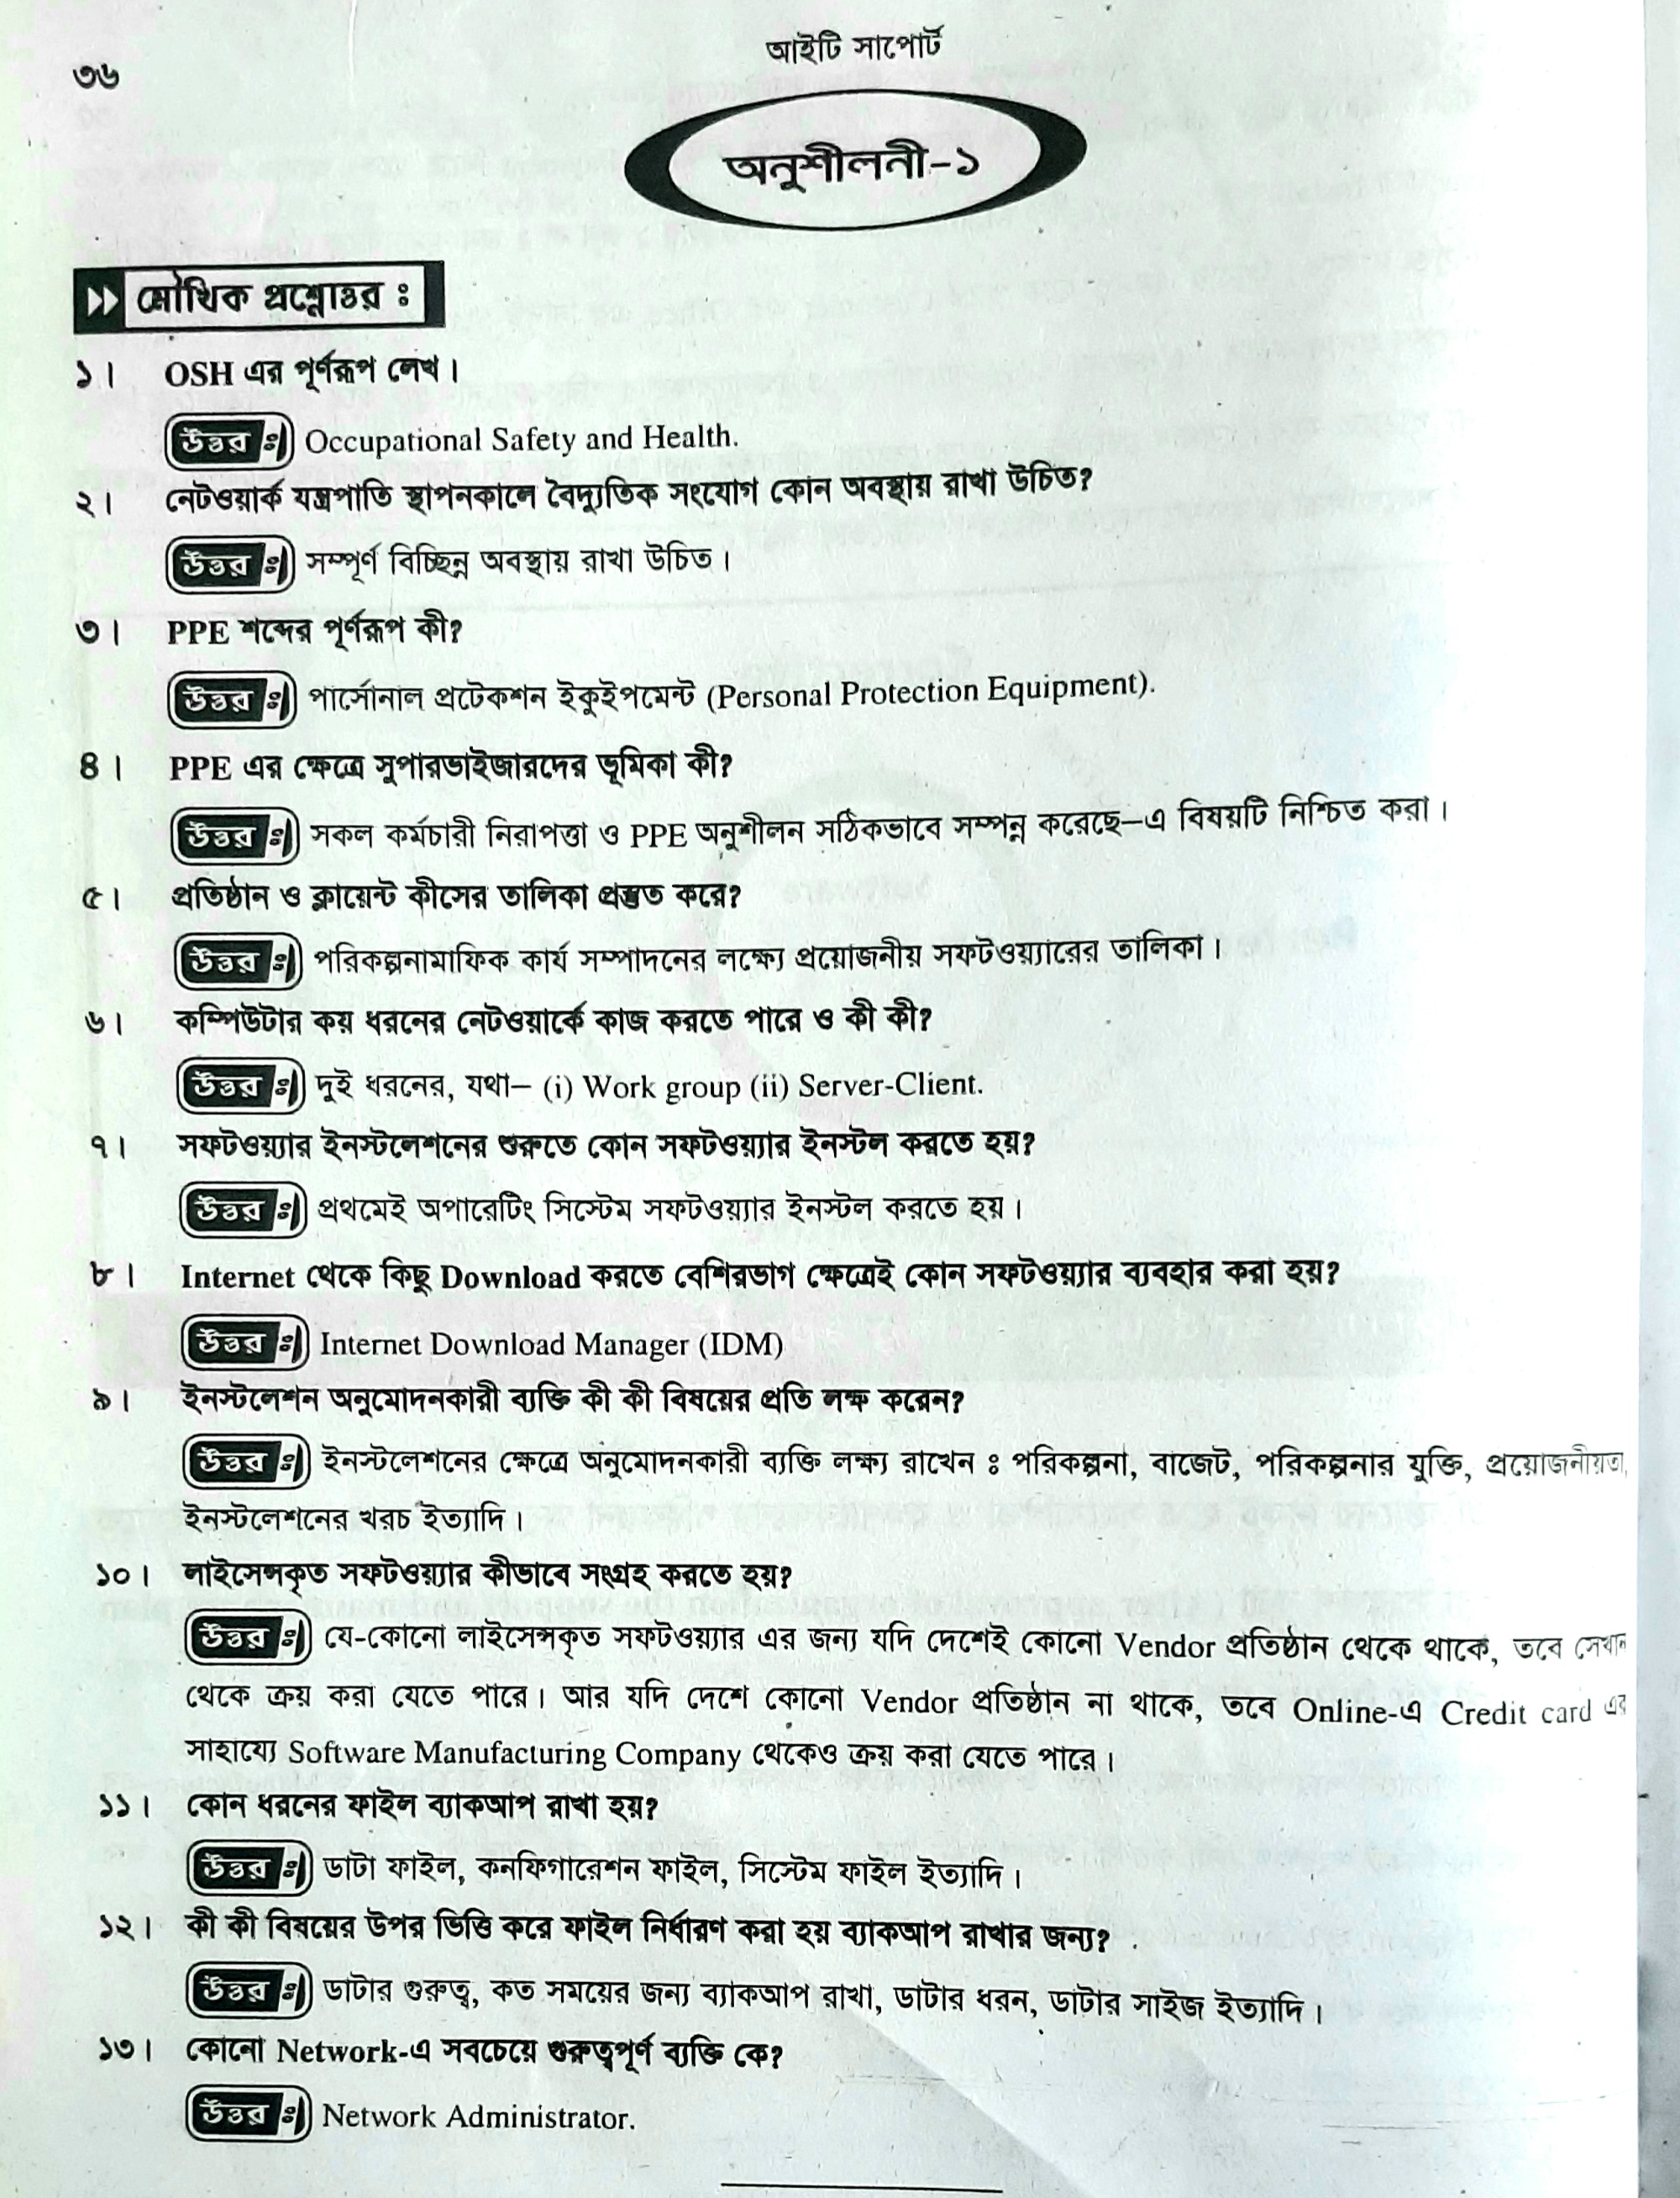 আইটি সাপোর্ট
৩৬
অনুশীলনী-১
মৌখিক প্রশ্নোত্তর ঃ
১। OSH এর পূর্ণরূপ লেখ।
উত্তর ঃ Occupational Safety and Health.
২। নেটওয়ার্ক যন্ত্রপাতি স্থাপনকালে বৈদ্যুতিক সংযোগ কোন অবস্থায় রাখা উচিত?
উত্তর ঃ সম্পূর্ণ বিচ্ছিন্ন অবস্থায় রাখা উচিত।
৩। PPE শব্দের পূর্ণরূপ কী?
উত্তর ঃ পার্সোনাল প্রটেকশন ইকুইপমেন্ট (Personal Protection Equipment).
৪। PPE এর ক্ষেত্রে সুপারভাইজারদের ভূমিকা কী?
উত্তর ঃ সকল কর্মচারী নিরাপত্তা ও PPE অনুশীলন সঠিকভাবে সম্পন্ন করেছে–এ বিষয়টি নিশ্চিত করা।
৫। প্রতিষ্ঠান ও ক্লায়েন্ট কীসের তালিকা প্রস্তুত করে?
উত্তর ঃ পরিকল্পনামাফিক কার্য সম্পাদনের লক্ষ্যে প্রয়োজনীয় সফটওয়্যারের তালিকা।
৬। কম্পিউটার কয় ধরনের নেটওয়ার্কে কাজ করতে পারে ও কী কী?
উত্তর ঃ দুই ধরনের, যথা– (i) Work group (ii) Server-Client.
৭। সফটওয়্যার ইনস্টলেশনের শুরুতে কোন সফটওয়্যার ইনস্টল করতে হয়?
উত্তর ঃ প্রথমেই অপারেটিং সিস্টেম সফটওয়্যার ইনস্টল করতে হয়।
৮। Internet থেকে কিছু Download করতে বেশিরভাগ ক্ষেত্রেই কোন সফটওয়্যার ব্যবহার করা হয়?
উত্তর ঃ Internet Download Manager (IDM)
৯। ইনস্টলেশন অনুমোদনকারী ব্যক্তি কী কী বিষয়ের প্রতি লক্ষ করেন?
উত্তর ঃ ইনস্টলেশনের ক্ষেত্রে অনুমোদনকারী ব্যক্তি লক্ষ্য রাখেন ঃ পরিকল্পনা, বাজেট, পরিকল্পনার যুক্তি, প্রয়োজনীয়তা,
ইনস্টলেশনের খরচ ইত্যাদি।
১০। লাইসেন্সকৃত সফটওয়্যার কীভাবে সংগ্রহ করতে হয়?
উত্তর ঃ যে-কোনো লাইসেন্সকৃত সফটওয়্যার এর জন্য যদি দেশেই কোনো Vendor প্রতিষ্ঠান থেকে থাকে, তবে সেখান
থেকে ক্রয় করা যেতে পারে। আর যদি দেশে কোনো Vendor প্রতিষ্ঠান না থাকে, তবে Online-এ Credit card এর
সাহায্যে Software Manufacturing Company থেকেও ক্রয় করা যেতে পারে।
১১। কোন ধরনের ফাইল ব্যাকআপ রাখা হয়?
উত্তর ঃ ডাটা ফাইল, কনফিগারেশন ফাইল, সিস্টেম ফাইল ইত্যাদি।
১২। কী কী বিষয়ের উপর ভিত্তি করে ফাইল নির্ধারণ করা হয় ব্যাকআপ রাখার জন্য?
উত্তর ঃ ডাটার গুরুত্ব, কত সময়ের জন্য ব্যাকআপ রাখা, ডাটার ধরন, ডাটার সাইজ ইত্যাদি।
১৩। কোনো Network-এ সবচেয়ে গুরুত্বপূর্ণ ব্যক্তি কে?
উত্তর ঃ Network Administrator.